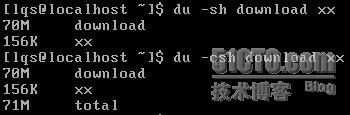 [lqs@localhost ~]$ du -sh download xx
70M     download
156K    xx
[lqs@localhost ~]$ du -csh download xx
70M     download
156K    xx
71M     total
51CTO.com
技术博客 Blog